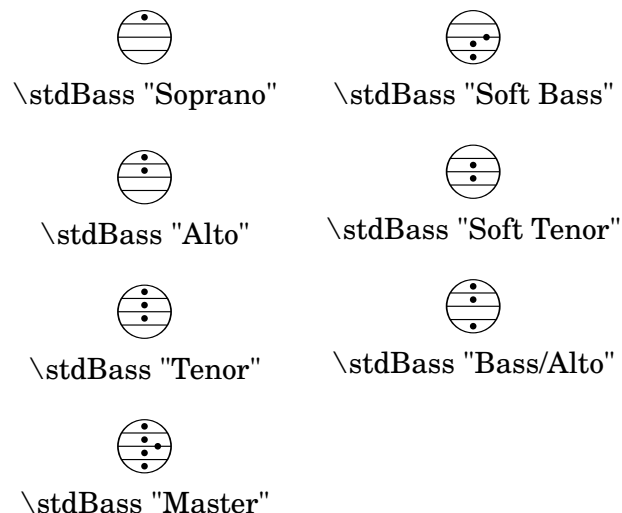 \stdBass "Soprano"
\stdBass "Soft Bass"
\stdBass "Alto"
\stdBass "Soft Tenor"
\stdBass "Tenor"
\stdBass "Bass/Alto"
\stdBass "Master"